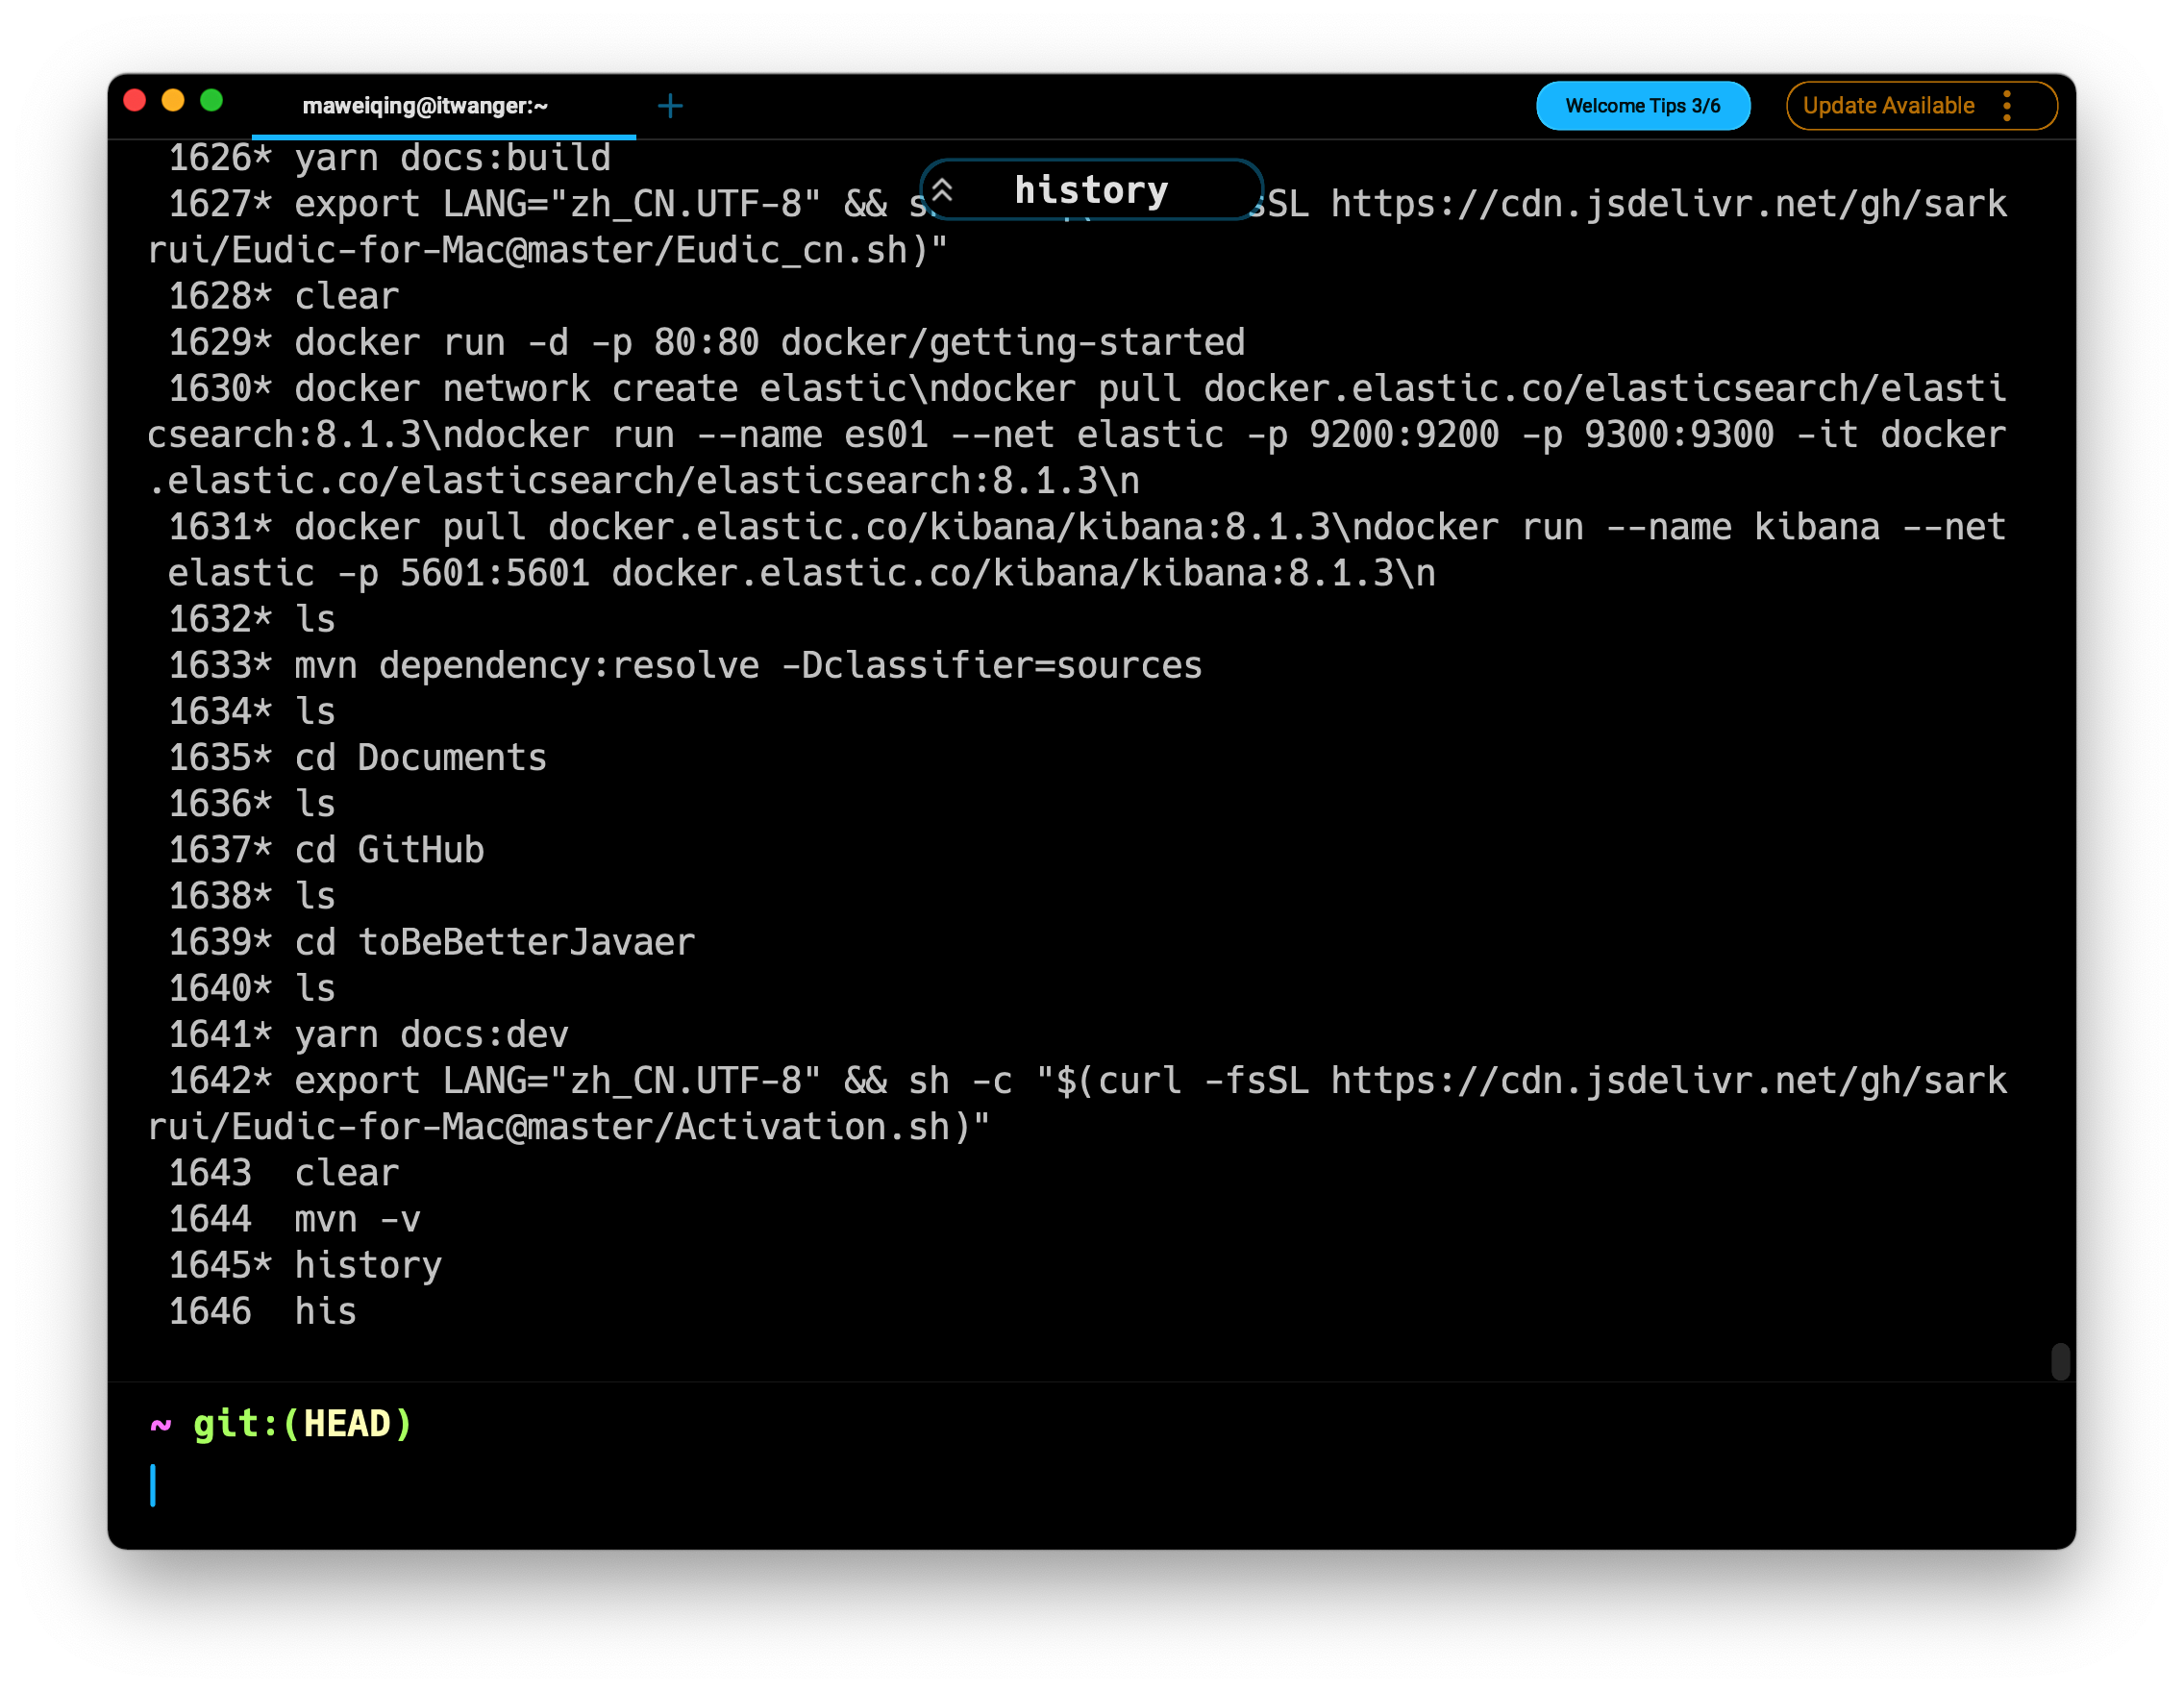 maweiqing@itwanger:~ + Welcome Tips 3/6 Update Available
1626* yarn docs:build
history
1627* export LANG="zh_CN.UTF-8" && SL https://cdn.jsdelivr.net/gh/sark
rui/Eudic-for-Mac@master/Eudic_cn.sh)"
1628* clear
1629* docker run -d -p 80:80 docker/getting-started
1630* docker network create elastic\ndocker pull docker.elastic.co/elasticsearch/elasti
csearch:8.1.3\ndocker run --name es01 --net elastic -p 9200:9200 -p 9300:9300 -it docker
.elastic.co/elasticsearch/elasticsearch:8.1.3\n
1631* docker pull docker.elastic.co/kibana/kibana:8.1.3\ndocker run --name kibana --net
elastic -p 5601:5601 docker.elastic.co/kibana/kibana:8.1.3\n
1632* ls
1633* mvn dependency:resolve -Dclassifier=sources
1634* ls
1635* cd Documents
1636* ls
1637* cd GitHub
1638* ls
1639* cd toBeBetterJavaer
1640* ls
1641* yarn docs:dev
1642* export LANG="zh_CN.UTF-8" && sh -c "$(curl -fsSL https://cdn.jsdelivr.net/gh/sark
rui/Eudic-for-Mac@master/Activation.sh)"
1643 clear
1644 mvn -v
1645* history
1646 his
~ git:(HEAD)